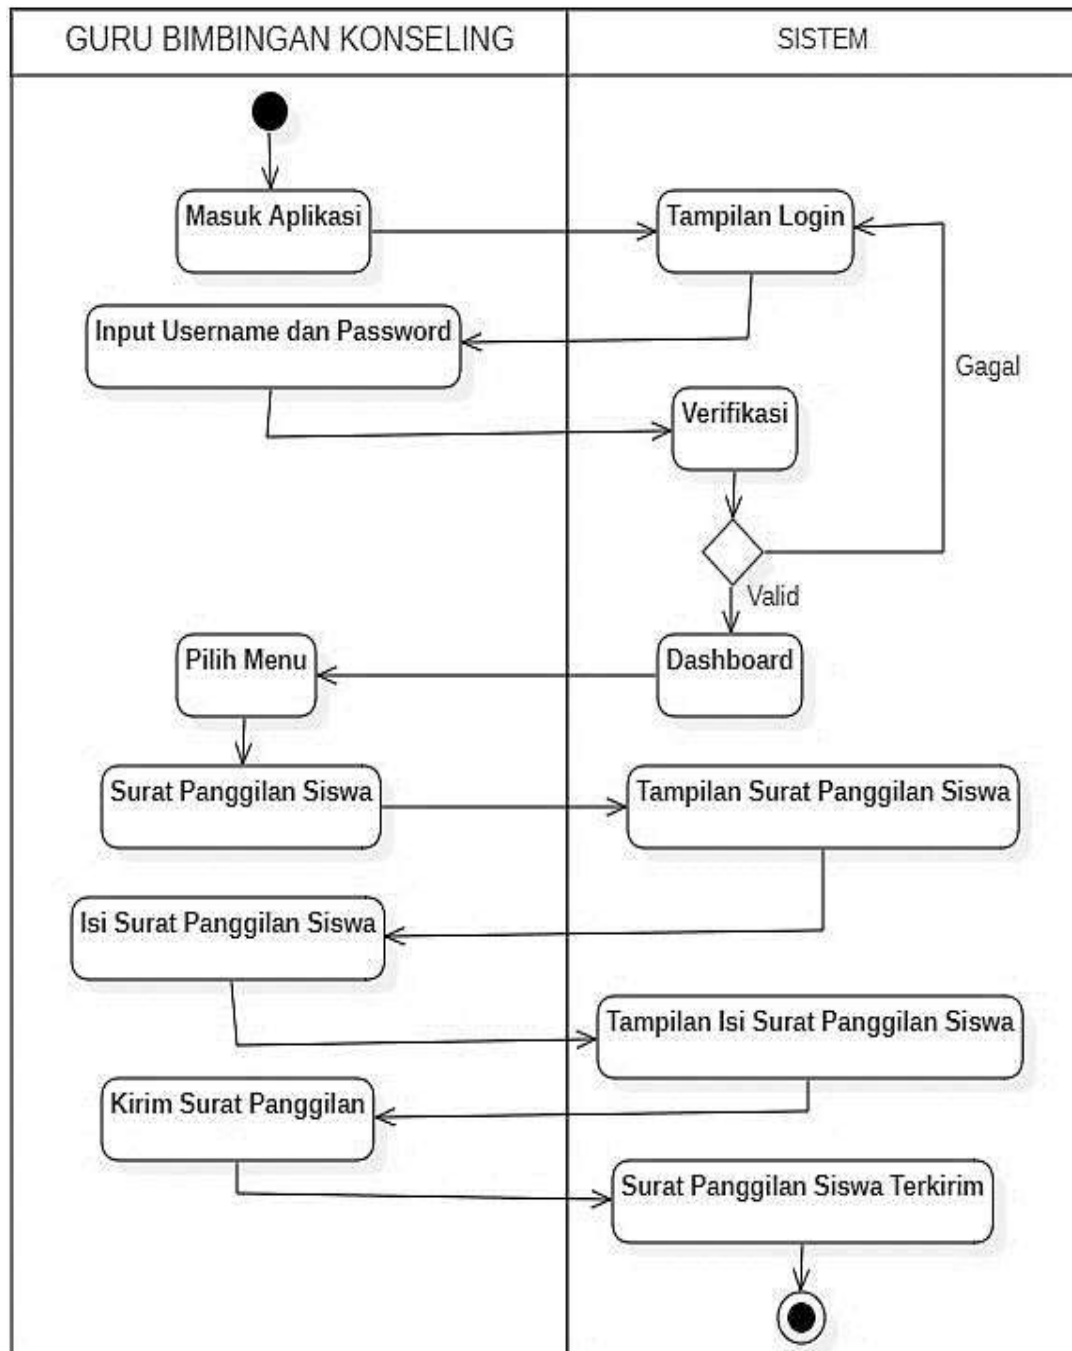 GURU BIMBINGAN KONSELING
SISTEM
Masuk Aplikasi
Tampilan Login
Input Username dan Password
Gagal
Verifikasi
Valid
Pilih Menu
Dashboard
Surat Panggilan Siswa
Tampilan Surat Panggilan Siswa
Isi Surat Panggilan Siswa
Tampilan Isi Surat Panggilan Siswa
Kirim Surat Panggilan
Surat Panggilan Siswa Terkirim